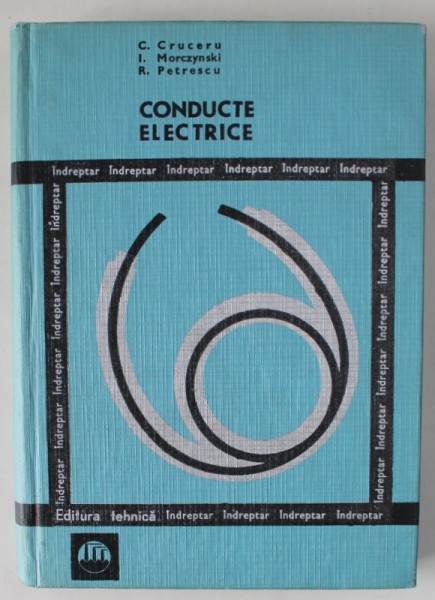 C. Cruceru
I. Morczynski
R. Petrescu
CONDUCTE
ELECTRICE
Îndreptar Îndreptar Îndreptar Îndreptar Îndreptar Îndreptar
Îndreptar Îndreptar Îndreptar Îndreptar Îndreptar
Îndreptar Îndreptar Îndreptar Îndreptar Îndreptar
Editura tehnică Îndreptar Îndreptar Îndreptar Îndreptar